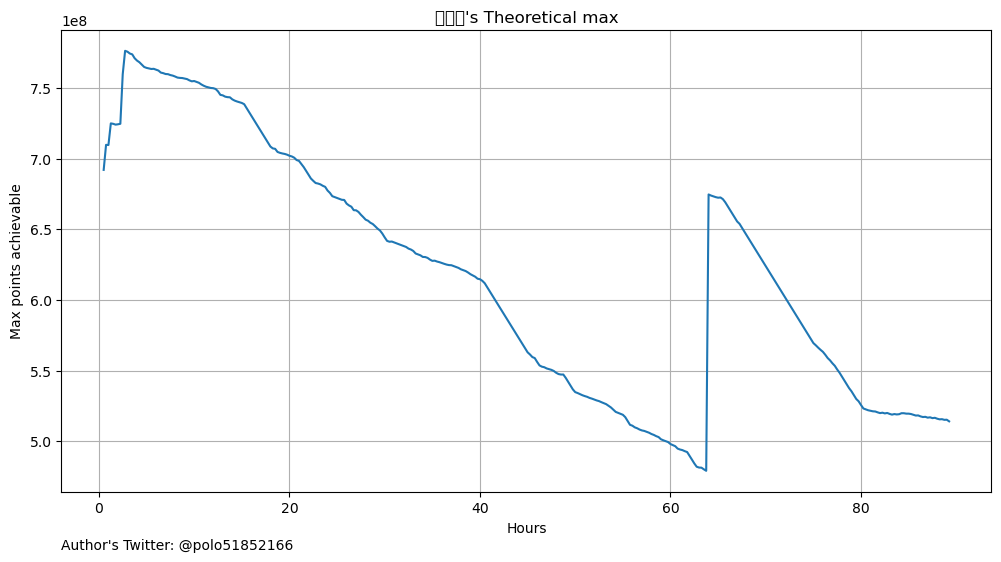 's Theoretical max
1e8
7.5
7.0
6.5
6.0
5.5
5.0
Max points achievable
0 20 40 60 80
Hours
Author's Twitter: @polo51852166